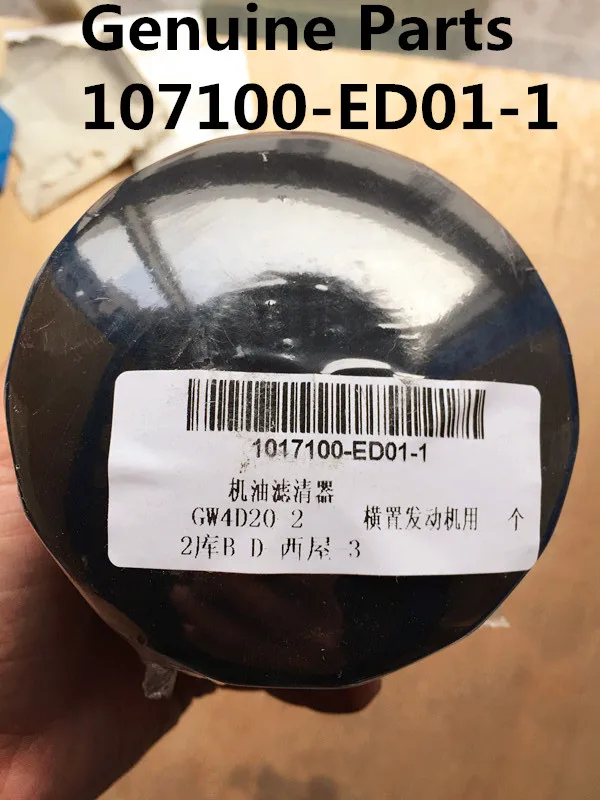 Genuine Parts
107100-ED01-1
1017100-ED01-1
机油滤清器
GW4D20 2 横置发动机用 个
2库B D 西屋 3